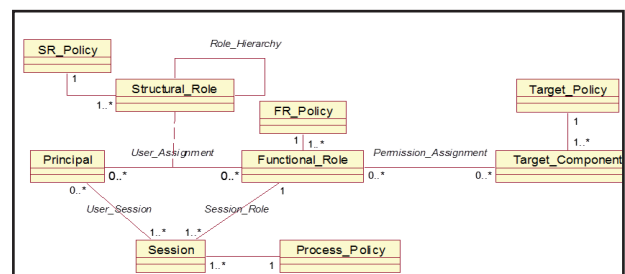 Role_Hierarchy
SR_Policy
1
1..*
Structural_Role
Target_Policy
FR_Policy
1
1..*
1
1..*
User_Assignment
Permission_Assignment
Principal
Functional_Role
Target_Component
0..*
0..*
0..*
0..*
0..*
1
User_Session
Session_Role
1..*
1..*
Session
Process_Policy
1..*
1